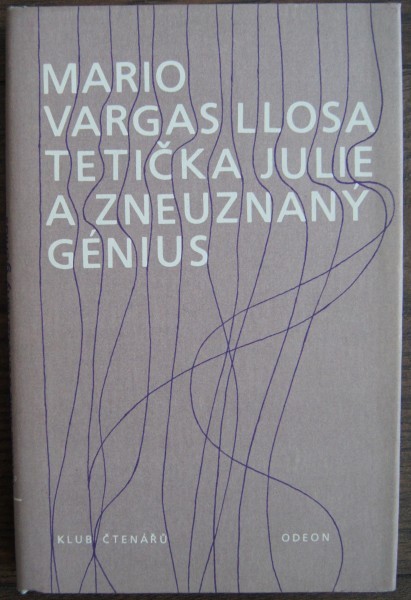 MARIO
VARGAS LLOSA
TETIČKA JULIE
A ZNEUZNANÝ
GÉNIUS
KLUB ČTENÁŘŮ ODEON